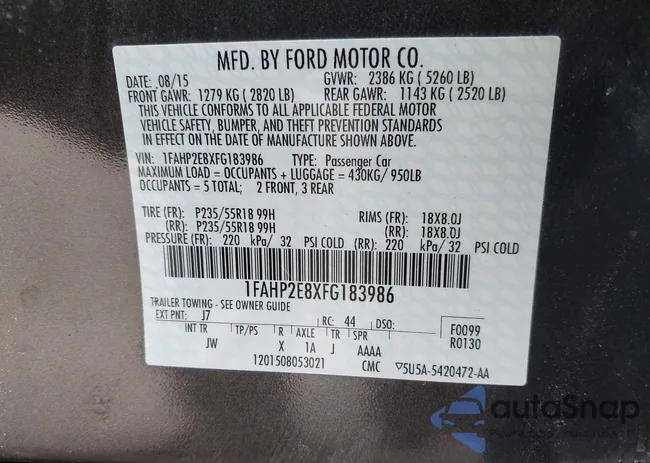 MFD. BY FORD MOTOR CO.
DATE: 08/15 GVWR: 2386 KG ( 5260 LB)
FRONT GAWR: 1279 KG ( 2820 LB) REAR GAWR: 1143 KG ( 2520 LB)
THIS VEHICLE CONFORMS TO ALL APPLICABLE FEDERAL MOTOR
VEHICLE SAFETY, BUMPER, AND THEFT PREVENTION STANDARDS
IN EFFECT ON THE DATE OF MANUFACTURE SHOWN ABOVE.
VIN: 1FAHP2E8XFG183986 TYPE: Passenger Car
MAXIMUM LOAD = OCCUPANTS + LUGGAGE = 430KG/ 950LB
OCCUPANTS = 5 TOTAL; 2 FRONT, 3 REAR
TIRE (FR): P235/55R18 99H RIMS (FR): 18X8.0J
(RR): P235/55R18 99H (RR): 18X8.0J
PRESSURE (FR): 220 kPa/ 32 PSI COLD (RR): 220 kPa/ 32 PSI COLD
1FAHP2E8XFG183986
TRAILER TOWING - SEE OWNER GUIDE
EXT PNT: J7 RC: 44 DSO: F0099
INT TR TP/PS R AXLE TR SPR R0130
JW X 1A J AAAA
1201508053021 CMC 5U5A-5420472-AA
autoSnap